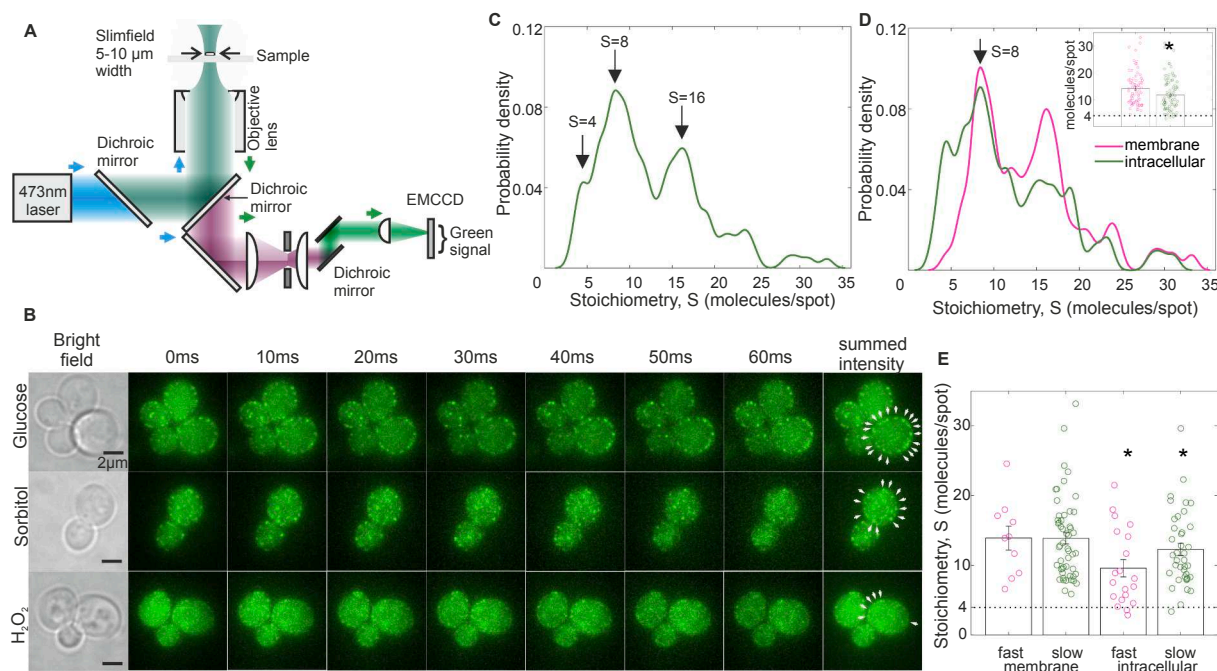 A
Slimfield
5-10 µm
width
Sample
Objective
lens
Dichroic
mirror
473nm
laser
Dichroic
mirror
EMCCD
Green
signal
Dichroic
mirror
C
0.12
0.08
0.04
Probability density
S=4
S=8
S=16
0 5 10 15 20 25 30 35
Stoichiometry, S (molecules/spot)
D
0.12
0.08
0.04
Probability density
S=8
30
20
10
4
molecules/spot
*
membrane
intracellular
0 5 10 15 20 25 30 35
Stoichiometry, S (molecules/spot)
B
Bright
field
0ms 10ms 20ms 30ms 40ms 50ms 60ms
summed
intensity
Glucose
2µm
Sorbitol
H₂O₂
E
Stoichiometry, S (molecules/spot)
30
20
10
4
0
* *
fast slow fast slow
membrane intracellular